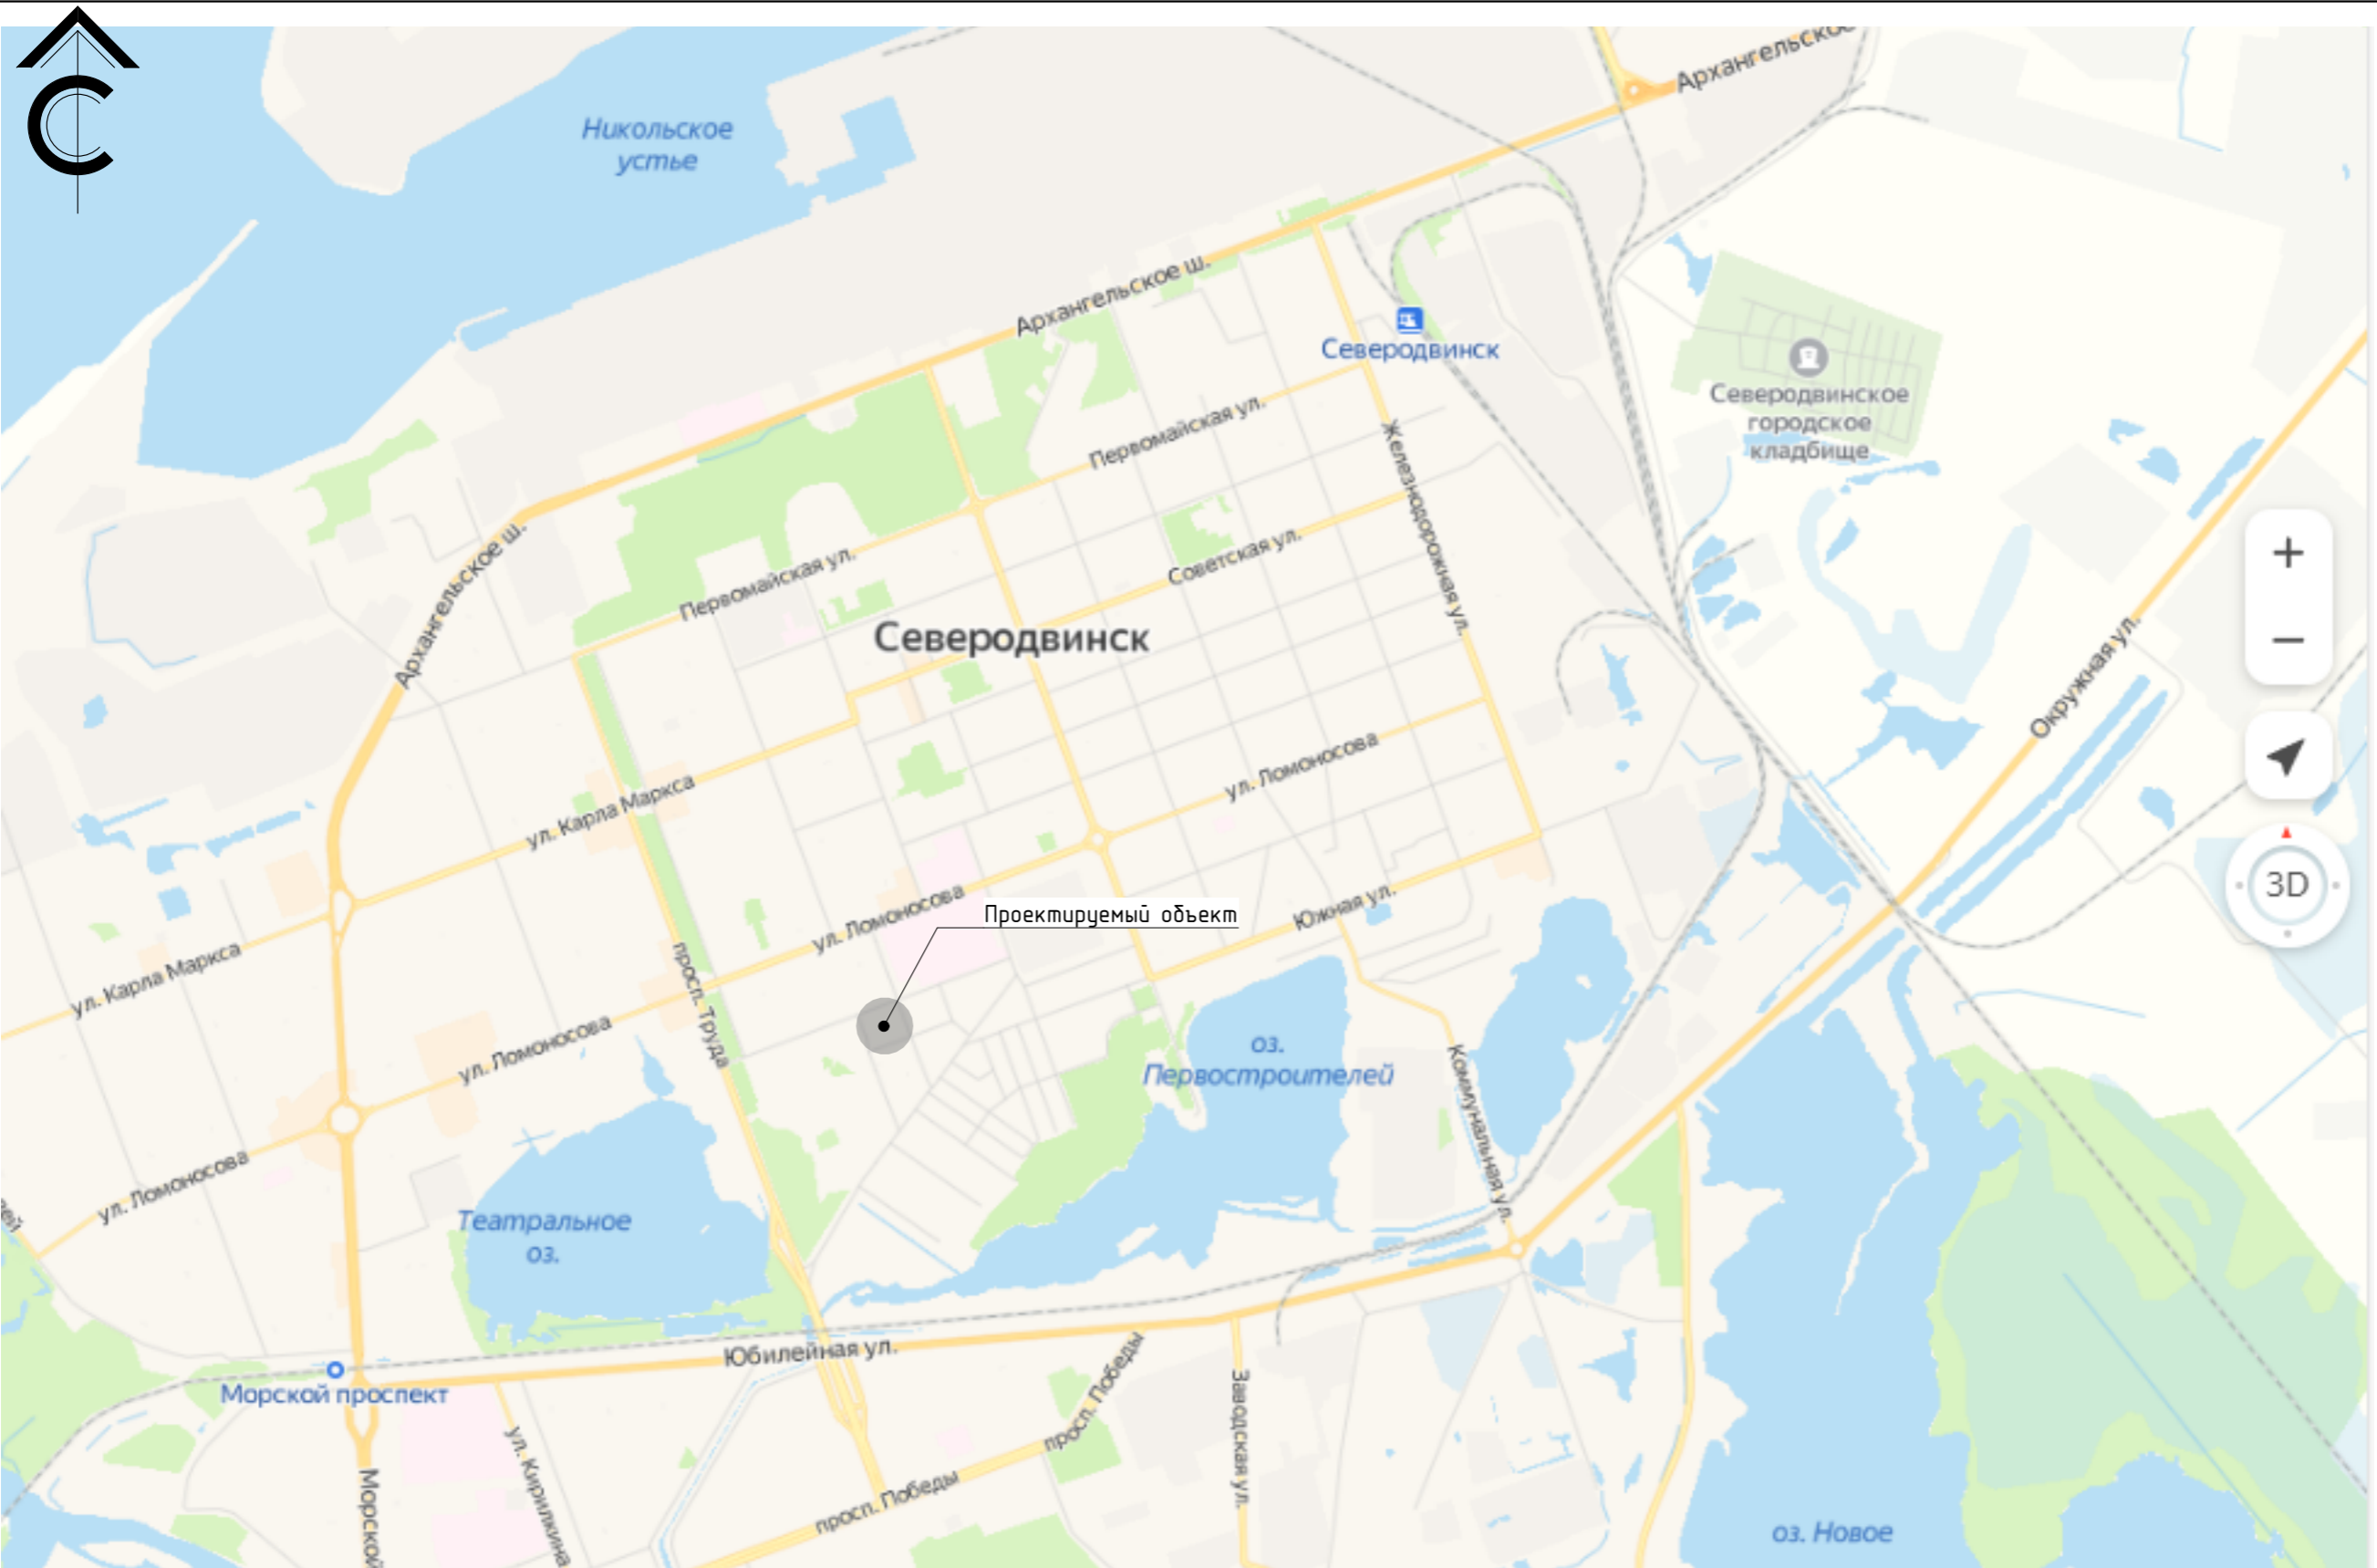 С
Архангельское
Никольское
устье
Архангельское ш.
Северодвинск
Северодвинское
городское
кладбище
Первомайская ул.
Железнодорожная ул.
Архангельское ш.
Первомайская ул.
Советская ул.
+
Северодвинск
−
Окружная ул.
ул. Карла Маркса
ул. Ломоносова
3D
ул. Ломоносова
Проектируемый объект
Южная ул.
ул. Карла Маркса
просп. Труда
ул. Ломоносова
оз.
Первостроителей
Коммунальная ул.
ул. Ломоносова
Театральное
оз.
Юбилейная ул.
Морской проспект
просп. Победы
Заводская ул.
ул. Кирилкина
Морской
просп. Победы
оз. Новое